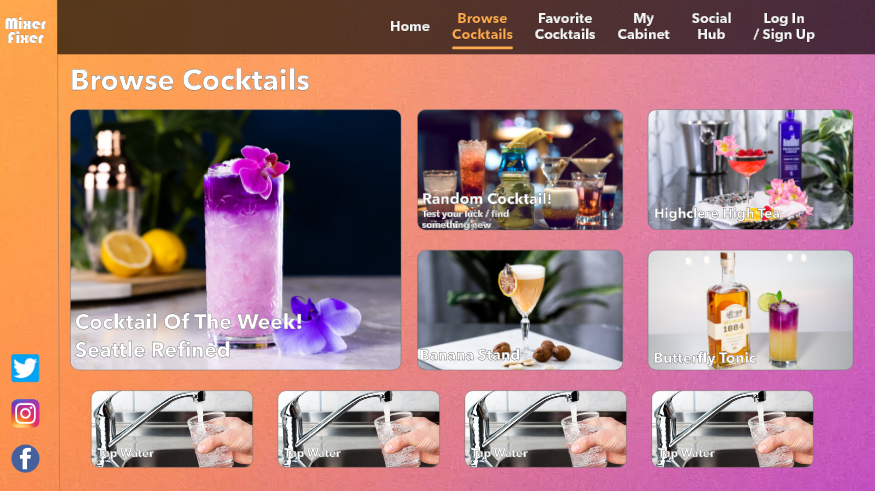 Mixer
Fixer
Home
Browse
Cocktails
Favorite
Cocktails
My
Cabinet
Social
Hub
Log In
/ Sign Up
Browse Cocktails
Cocktail Of The Week!
Seattle Refined
Random Cocktail!
Test your luck / find
something new
Highclere High Tea
Banana Stand
1884
Butterfly Tonic
Tap Water
Tap Water
Tap Water
Tap Water